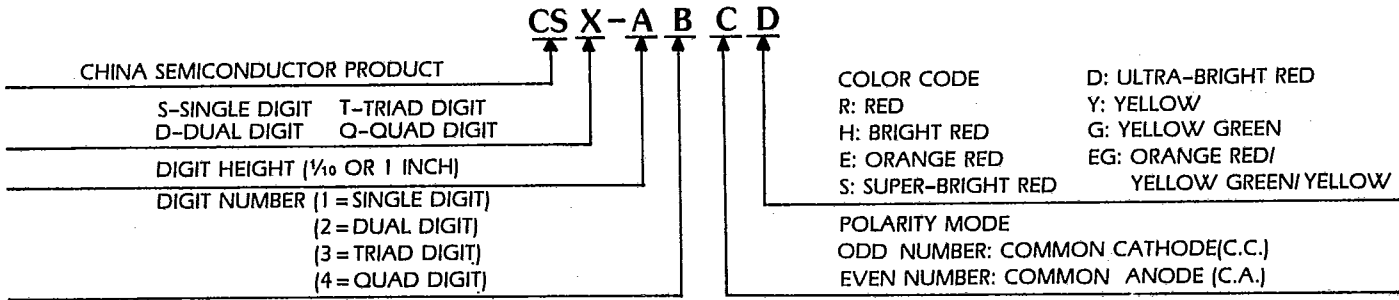 CS X-A B C D
CHINA SEMICONDUCTOR PRODUCT
S-SINGLE DIGIT T-TRIAD DIGIT
D-DUAL DIGIT Q-QUAD DIGIT
DIGIT HEIGHT (1/10 OR 1 INCH)
DIGIT NUMBER (1 = SINGLE DIGIT)
(2 = DUAL DIGIT)
(3 = TRIAD DIGIT)
(4 = QUAD DIGIT)
COLOR CODE D: ULTRA-BRIGHT RED
R: RED Y: YELLOW
H: BRIGHT RED G: YELLOW GREEN
E: ORANGE RED EG: ORANGE RED/
S: SUPER-BRIGHT RED YELLOW GREEN/YELLOW
POLARITY MODE
ODD NUMBER: COMMON CATHODE(C.C.)
EVEN NUMBER: COMMON ANODE (C.A.)